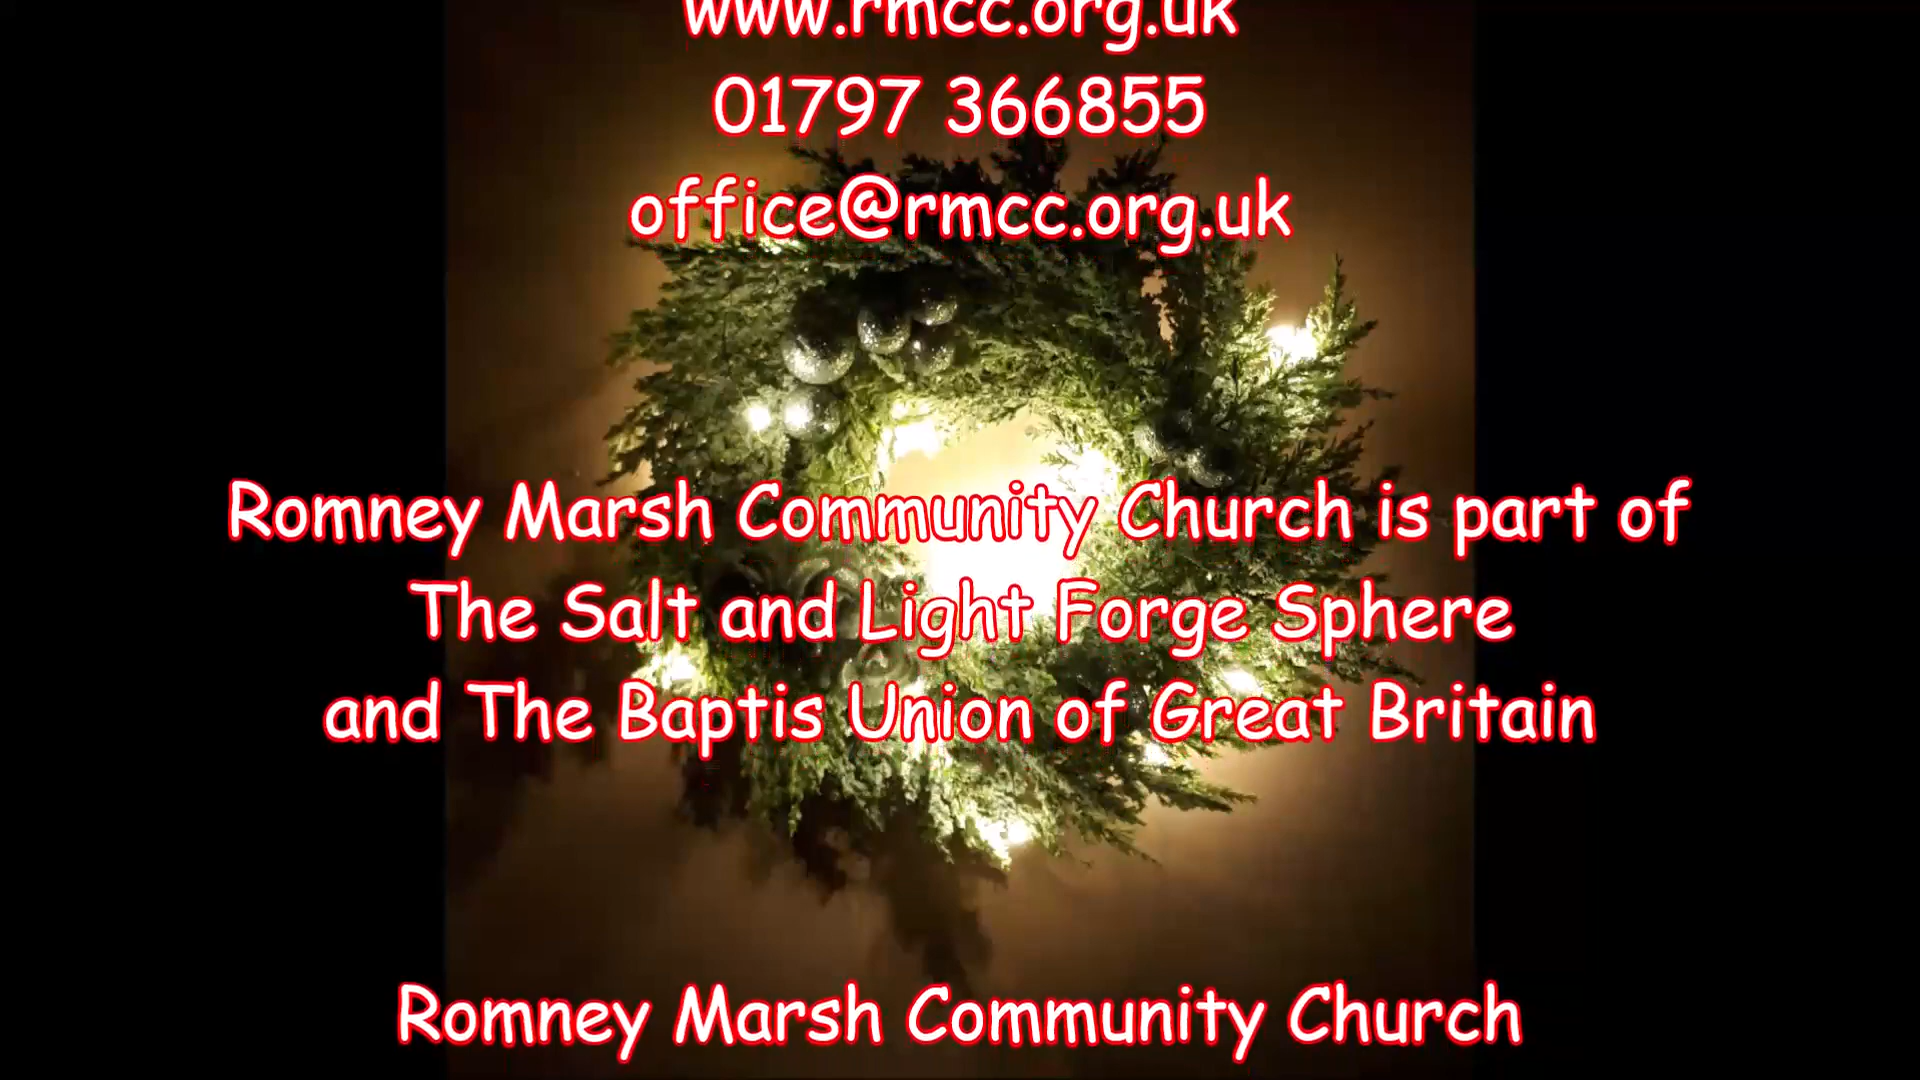 www.rmcc.org.uk
01797 366855
office@rmcc.org.uk
Romney Marsh Community Church is part of
The Salt and Light Forge Sphere
and The Baptis Union of Great Britain
Romney Marsh Community Church